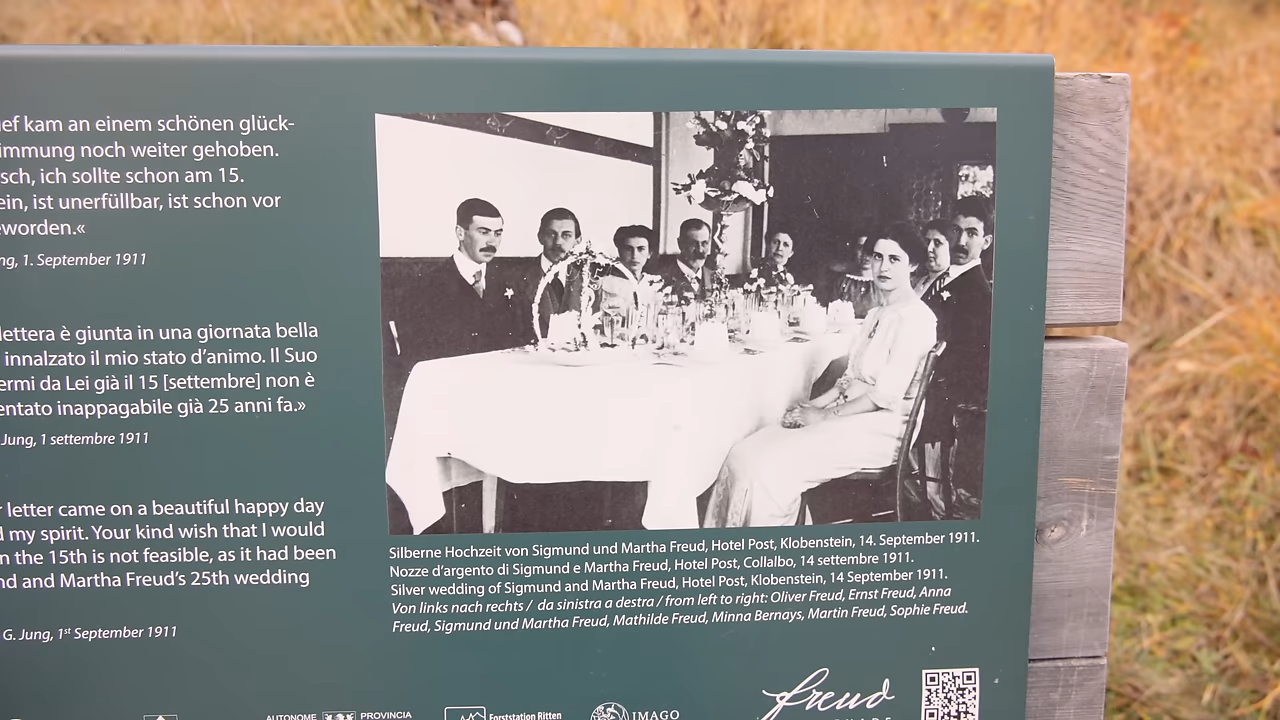 ef kam an einem schönen glück-
immung noch weiter gehoben.
sch, ich sollte schon am 15.
ein, ist unerfüllbar, ist schon vor
eworden.«
ng, 1. September 1911
lettera è giunta in una giornata bella
innalzato il mio stato d'animo. Il Suo
ermi da Lei già il 15 [settembre] non è
entato inappagabile già 25 anni fa.»
Jung, 1 settembre 1911
r letter came on a beautiful happy day
d my spirit. Your kind wish that I would
n the 15th is not feasible, as it had been
nd and Martha Freud's 25th wedding
G. Jung, 1st September 1911
Silberne Hochzeit von Sigmund und Martha Freud, Hotel Post, Klobenstein, 14. September 1911.
Nozze d'argento di Sigmund e Martha Freud, Hotel Post, Collalbo, 14 settembre 1911.
Silver wedding of Sigmund and Martha Freud, Hotel Post, Klobenstein, 14 September 1911.
Von links nach rechts / da sinistra a destra / from left to right: Oliver Freud, Ernst Freud, Anna
Freud, Sigmund und Martha Freud, Mathilde Freud, Minna Bernays, Martin Freud, Sophie Freud.
AUTONOME PROVINCIA
Forststation Ritten
IMAGO
freud